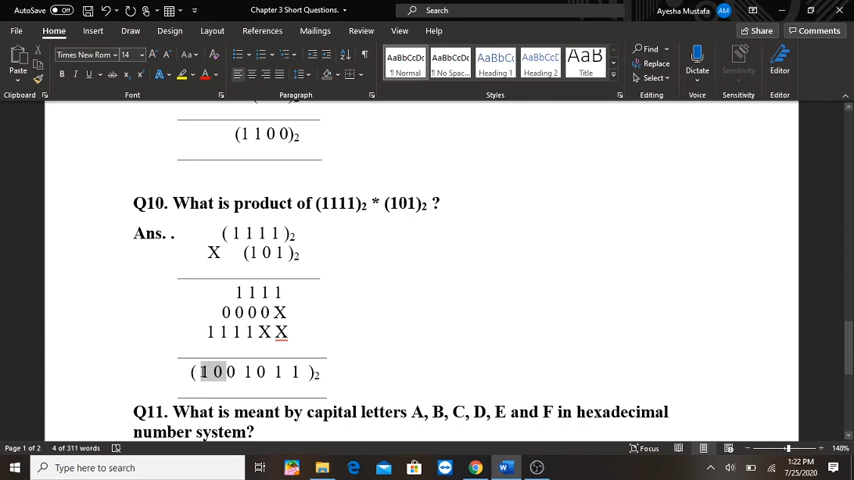 AutoSave Off
Chapter 3 Short Questions.
Search
Ayesha Mustafa AM
File Home Insert Draw Design Layout References Mailings Review View Help
Share Comments
Paste
Times New Roman 14
AaBbCc AaBbCc AaBbCc AaBbCc AaB
¶ Normal ¶ No Spac... Heading 1 Heading 2 Title
Find
Replace
Select
Dictate Sensitivity Editor
Clipboard Font Paragraph Styles Editing Voice Sensitivity Editor
(1 1 0 0)2
Q10. What is product of (1111)2 * (101)2 ?
Ans. . ( 1 1 1 1 )2
X (1 0 1 )2
1 1 1 1
0 0 0 0 X
1 1 1 1 X X
( 1 0 0 1 0 1 1 )2
Q11. What is meant by capital letters A, B, C, D, E and F in hexadecimal
number system?
Page 1 of 2 4 of 311 words
Focus
148%
Type here to search
1:22 PM
7/25/2020